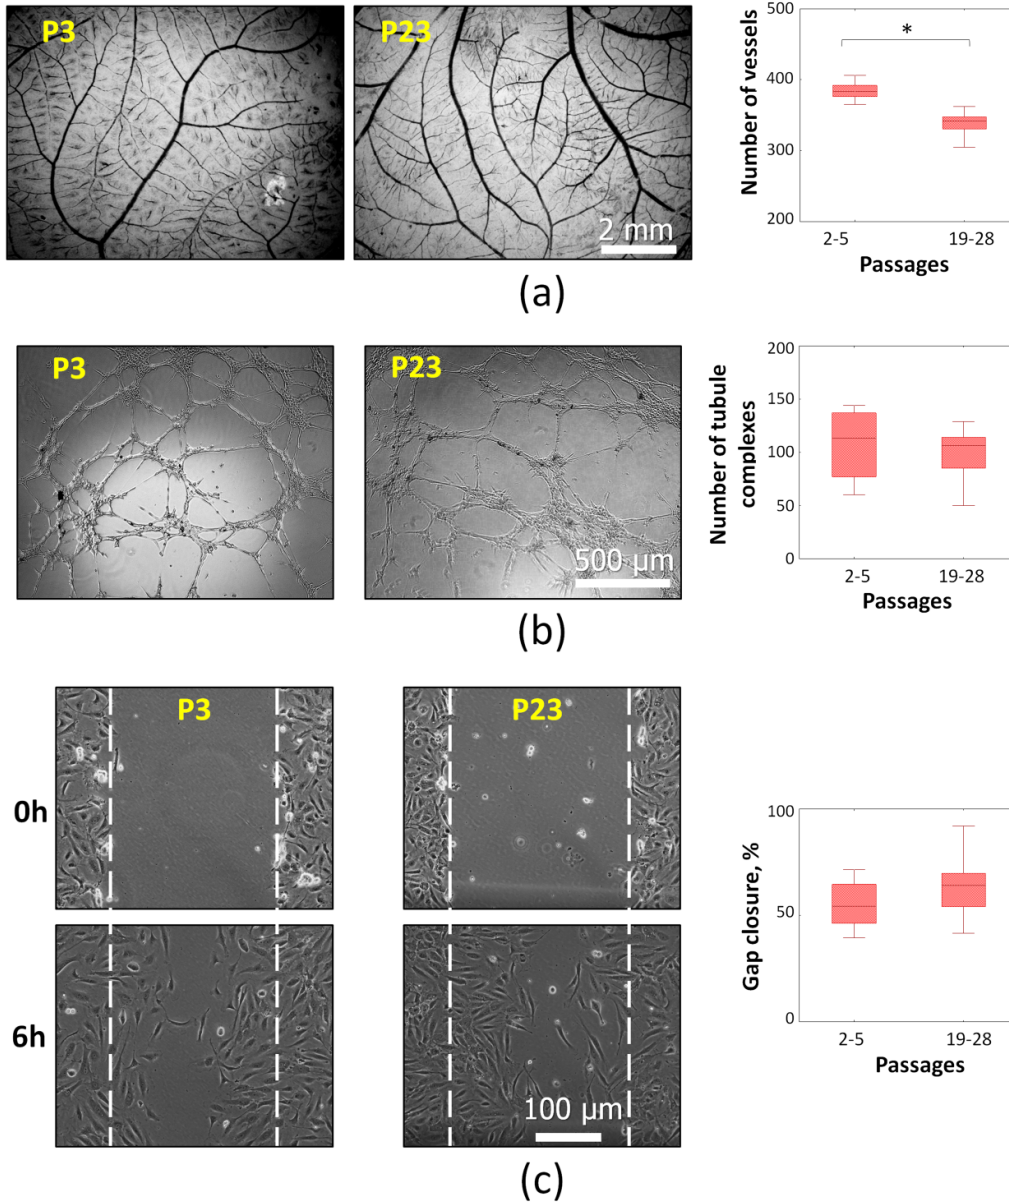 P3
P23
2 mm
Number of vessels
500
400
300
200
*
2-5
19-28
Passages
(a)
P3
P23
500 µm
Number of tubule
complexes
200
150
100
50
0
2-5
19-28
Passages
(b)
0h
P3
P23
6h
100 µm
Gap closure, %
100
50
0
2-5
19-28
Passages
(c)